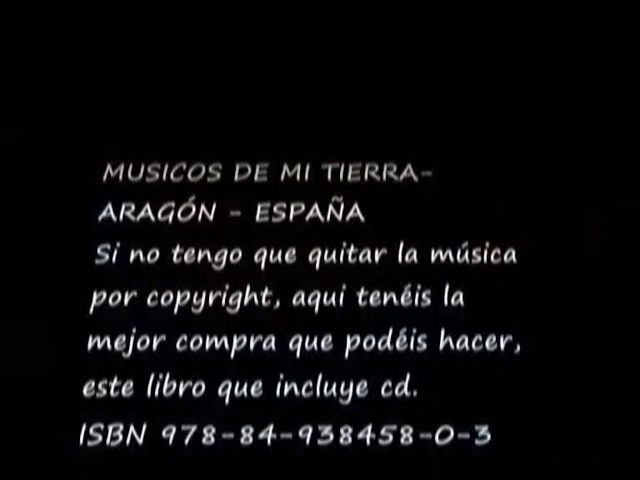 MUSICOS DE MI TIERRA-
ARAGÓN - ESPAÑA
Si no tengo que quitar la música
por copyright, aqui tenéis la
mejor compra que podéis hacer,
este libro que incluye cd.
ISBN 978-84-938458-0-3